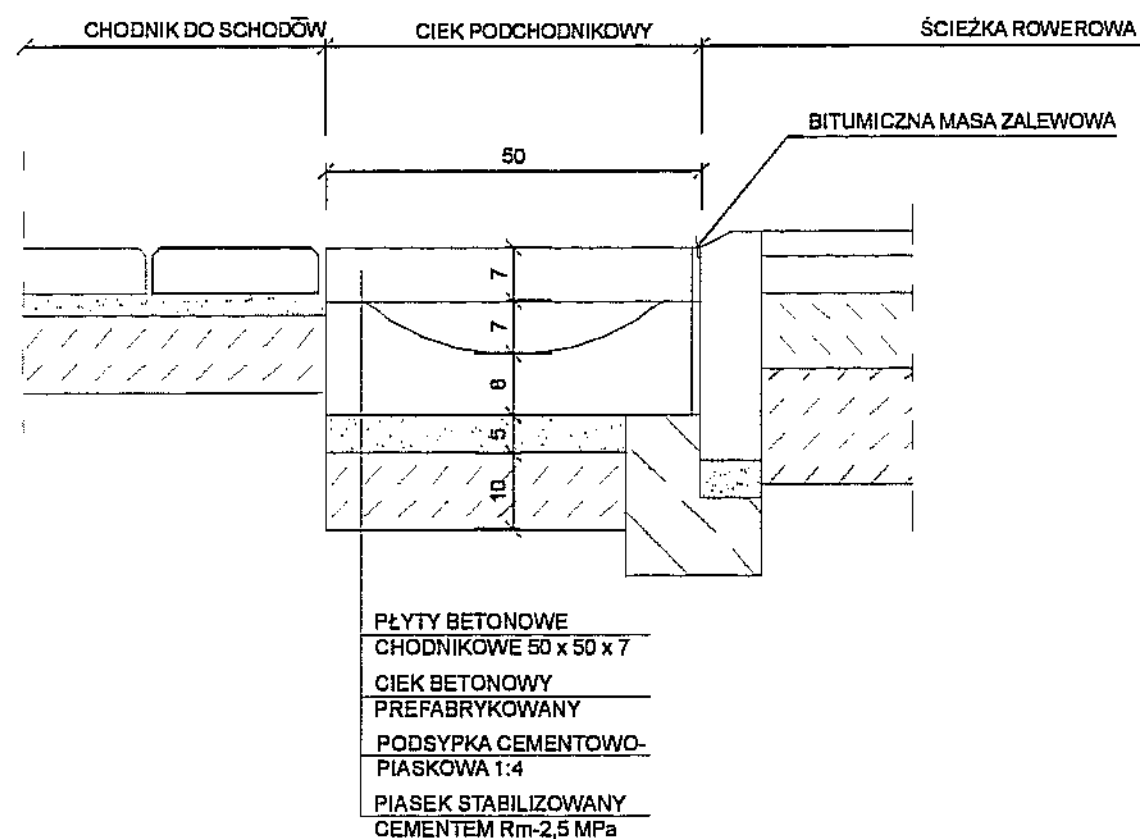 CHODNIK DO SCHODÓW CIEK PODCHODNIKOWY ŚCIEŻKA ROWEROWA
BITUMICZNA MASA ZALEWOWA
50
7
7
6
5
10
PŁYTY BETONOWE
CHODNIKOWE 50 x 50 x 7
CIEK BETONOWY
PREFABRYKOWANY
PODSYPKA CEMENTOWO-
PIASKOWA 1:4
PIASEK STABILIZOWANY
CEMENTEM Rm-2,5 MPa